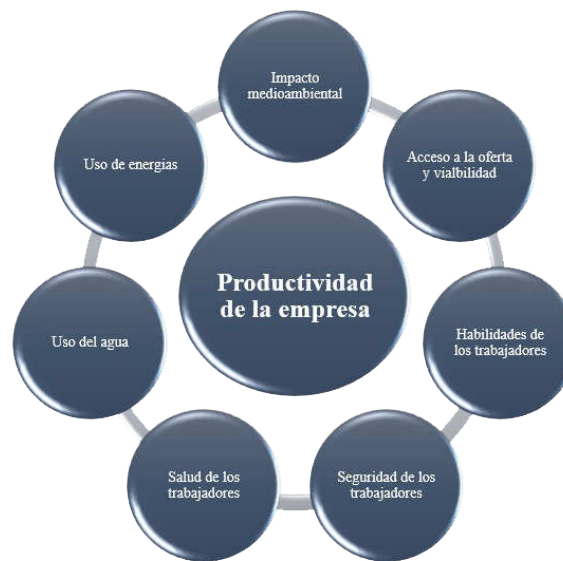 Impacto
medioambiental
Acceso a la oferta
y vialbilidad
Uso de energías
Productividad
de la empresa
Habilidades de
los trabajadores
Uso del agua
Seguridad de los
trabajadores
Salud de los
trabajadores